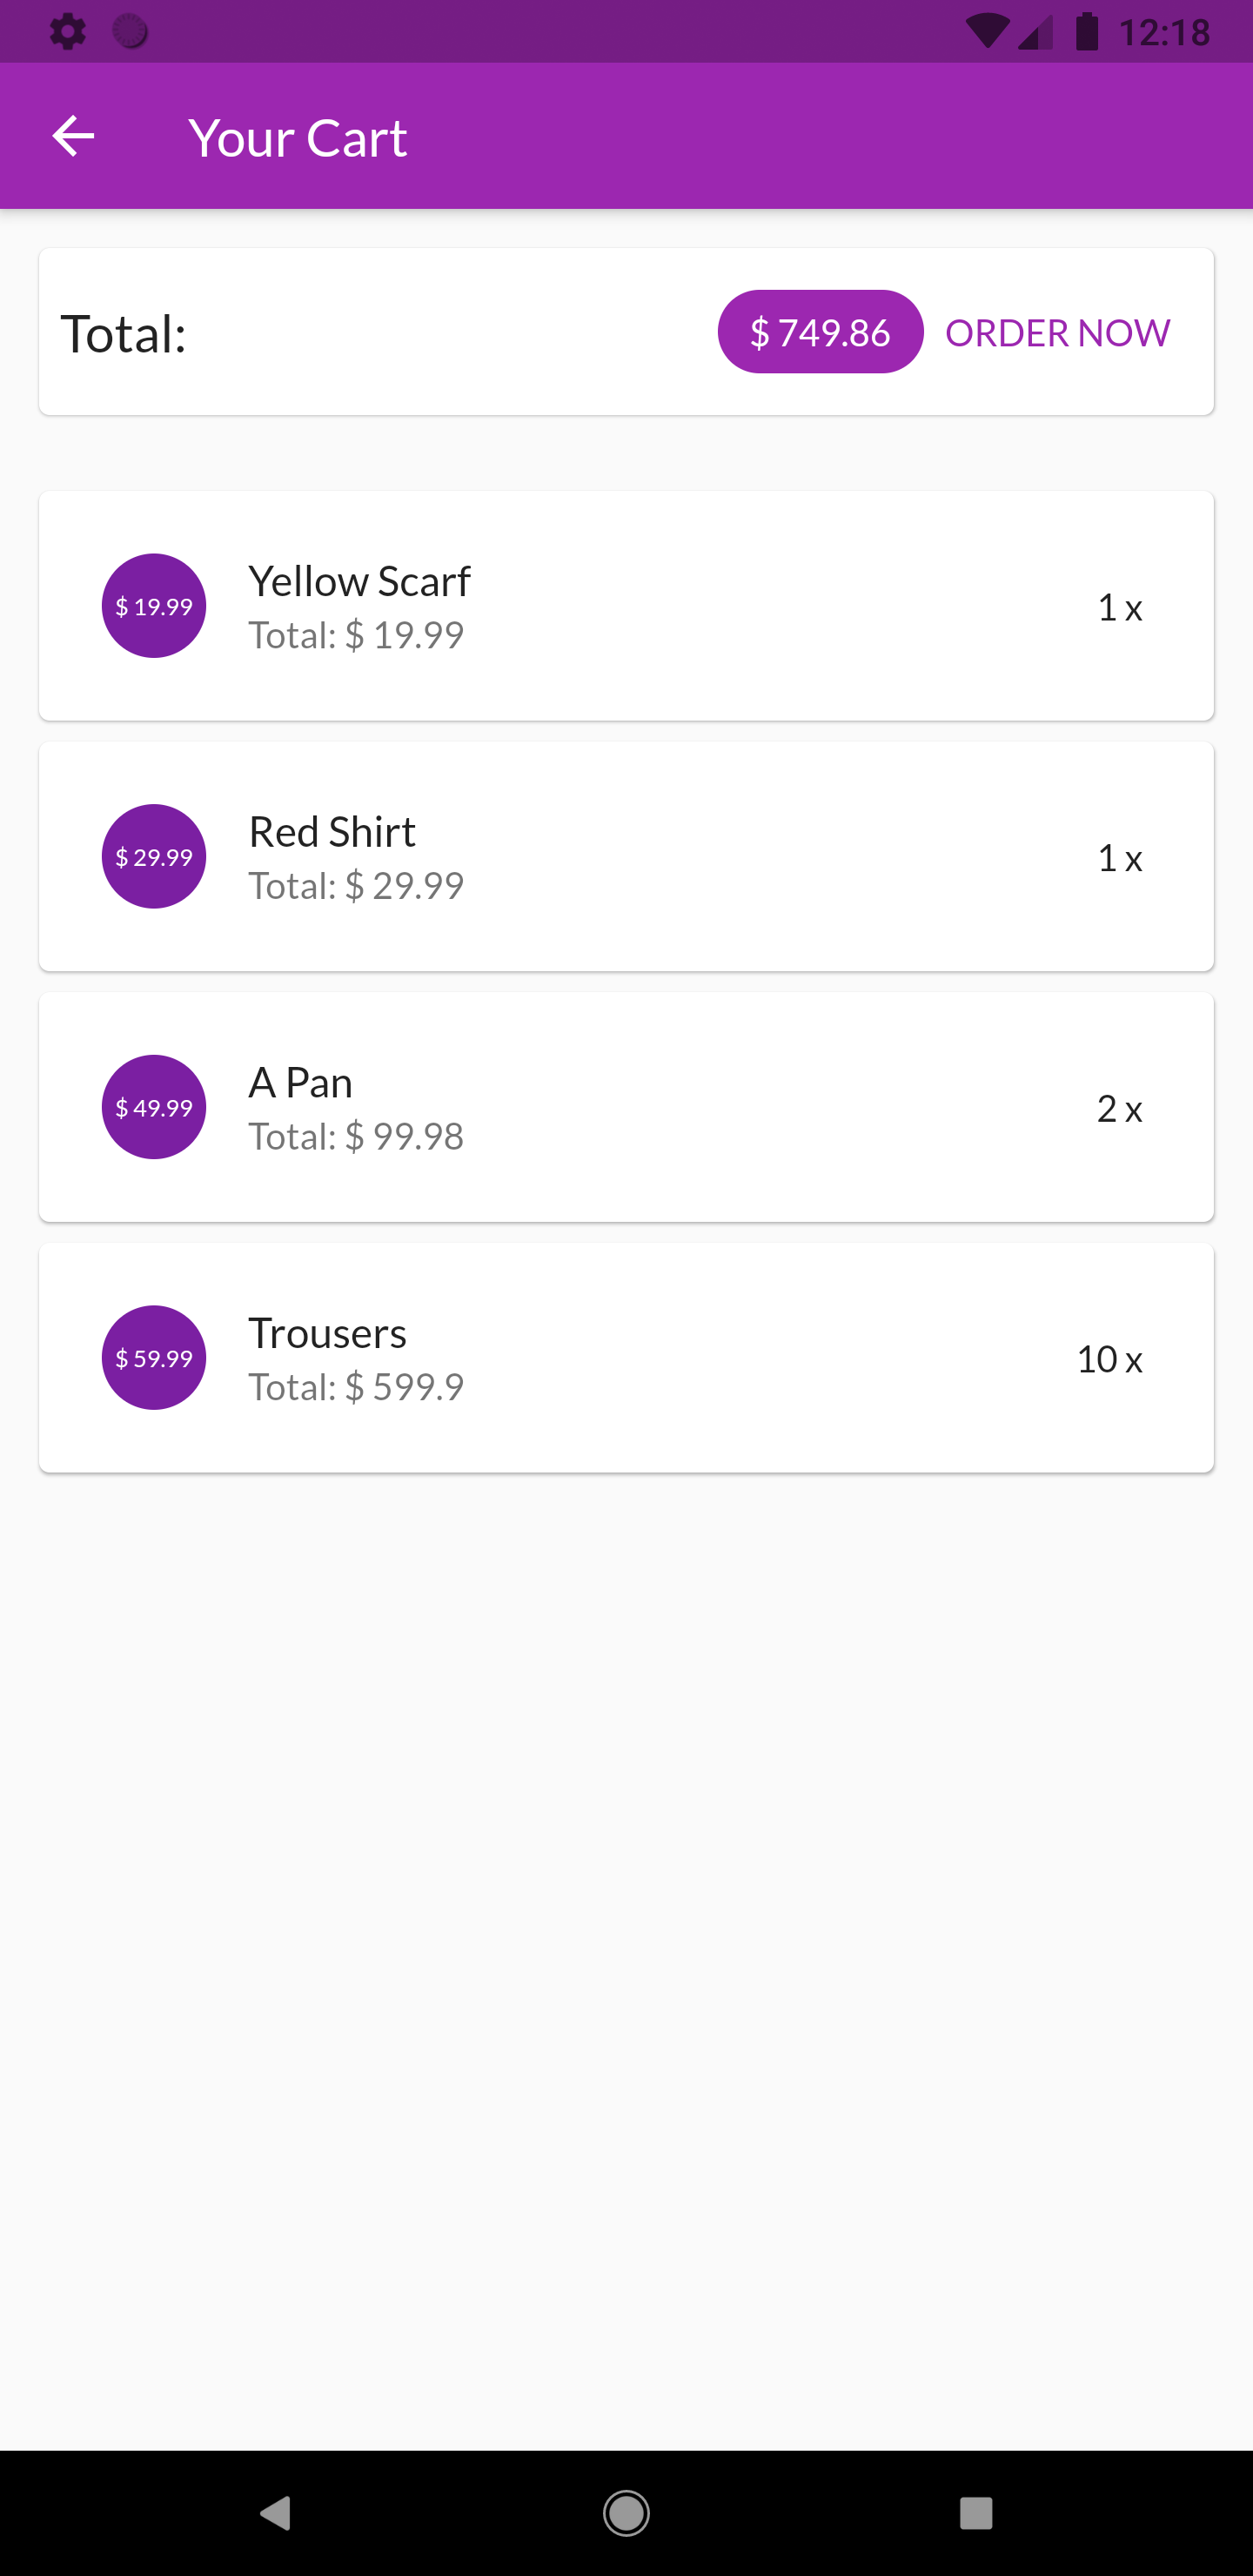 12:18
Your Cart
Total: $ 749.86 ORDER NOW
$ 19.99
Yellow Scarf
Total: $ 19.99
1 x
$ 29.99
Red Shirt
Total: $ 29.99
1 x
$ 49.99
A Pan
Total: $ 99.98
2 x
$ 59.99
Trousers
Total: $ 599.9
10 x